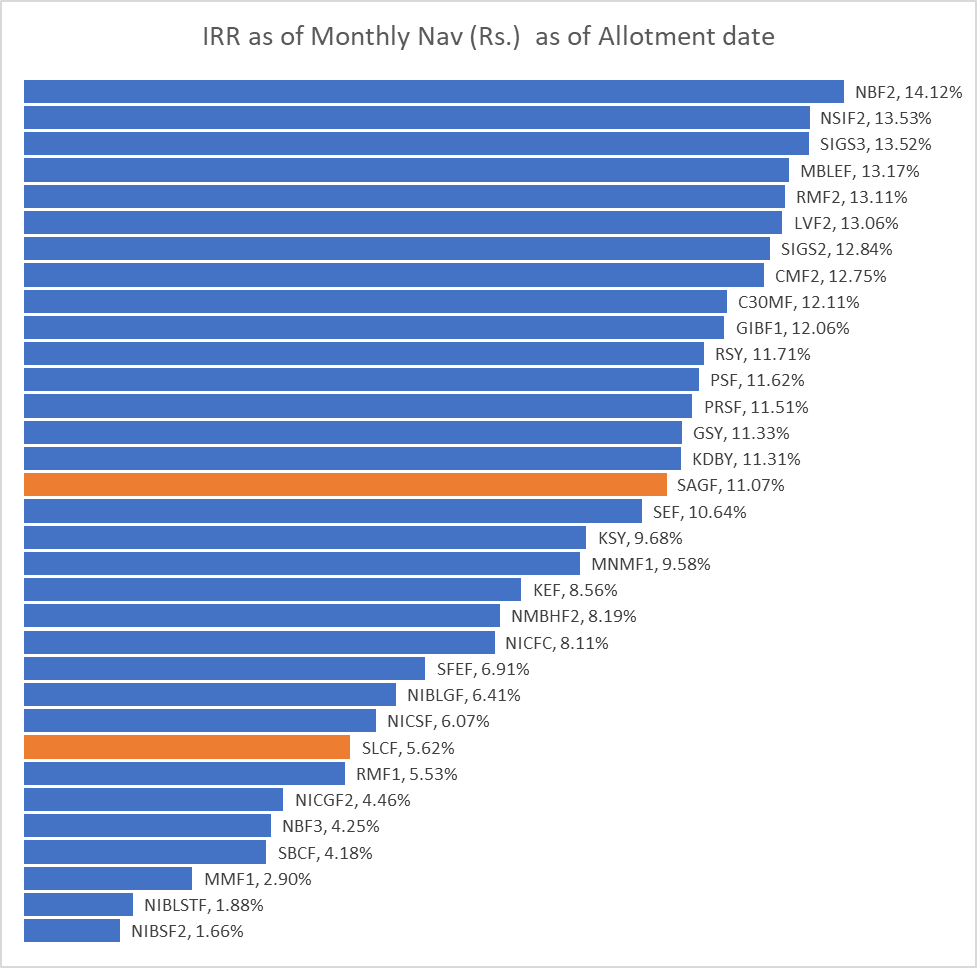 IRR as of Monthly Nav (Rs.)  as of Allotment date
NBF2, 14.12%
NSIF2, 13.53%
SIGS3, 13.52%
MBLEF, 13.17%
RMF2, 13.11%
LVF2, 13.06%
SIGS2, 12.84%
CMF2, 12.75%
C30MF, 12.11%
GIBF1, 12.06%
RSY, 11.71%
PSF, 11.62%
PRSF, 11.51%
GSY, 11.33%
KDBY, 11.31%
SAGF, 11.07%
SEF, 10.64%
KSY, 9.68%
MNMF1, 9.58%
KEF, 8.56%
NMBHF2, 8.19%
NICFC, 8.11%
SFEF, 6.91%
NIBLGF, 6.41%
NICSF, 6.07%
SLCF, 5.62%
RMF1, 5.53%
NICGF2, 4.46%
NBF3, 4.25%
SBCF, 4.18%
MMF1, 2.90%
NIBLSTF, 1.88%
NIBSF2, 1.66%